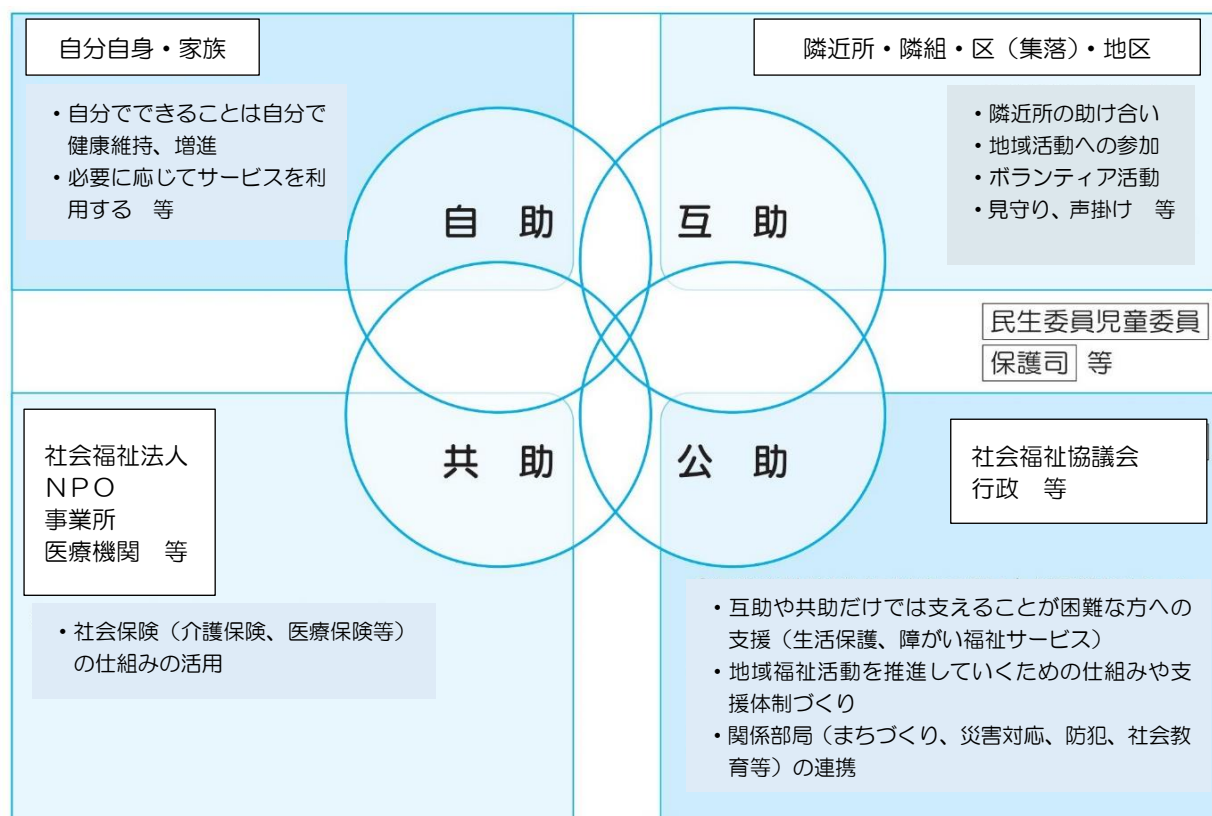 自分自身・家族
・自分でできることは自分で
健康維持、増進
・必要に応じてサービスを利
用する　等
隣近所・隣組・区（集落）・地区
・隣近所の助け合い
・地域活動への参加
・ボランティア活動
・見守り、声掛け　等
自　助
互　助
民生委員児童委員
保護司 等
共　助
公　助
社会福祉法人
ＮＰＯ
事業所
医療機関　等
・社会保険（介護保険、医療保険等）
の仕組みの活用
社会福祉協議会
行政　等
・互助や共助だけでは支えることが困難な方への
支援（生活保護、障がい福祉サービス）
・地域福祉活動を推進していくための仕組みや支
援体制づくり
・関係部局（まちづくり、災害対応、防犯、社会教
育等）の連携